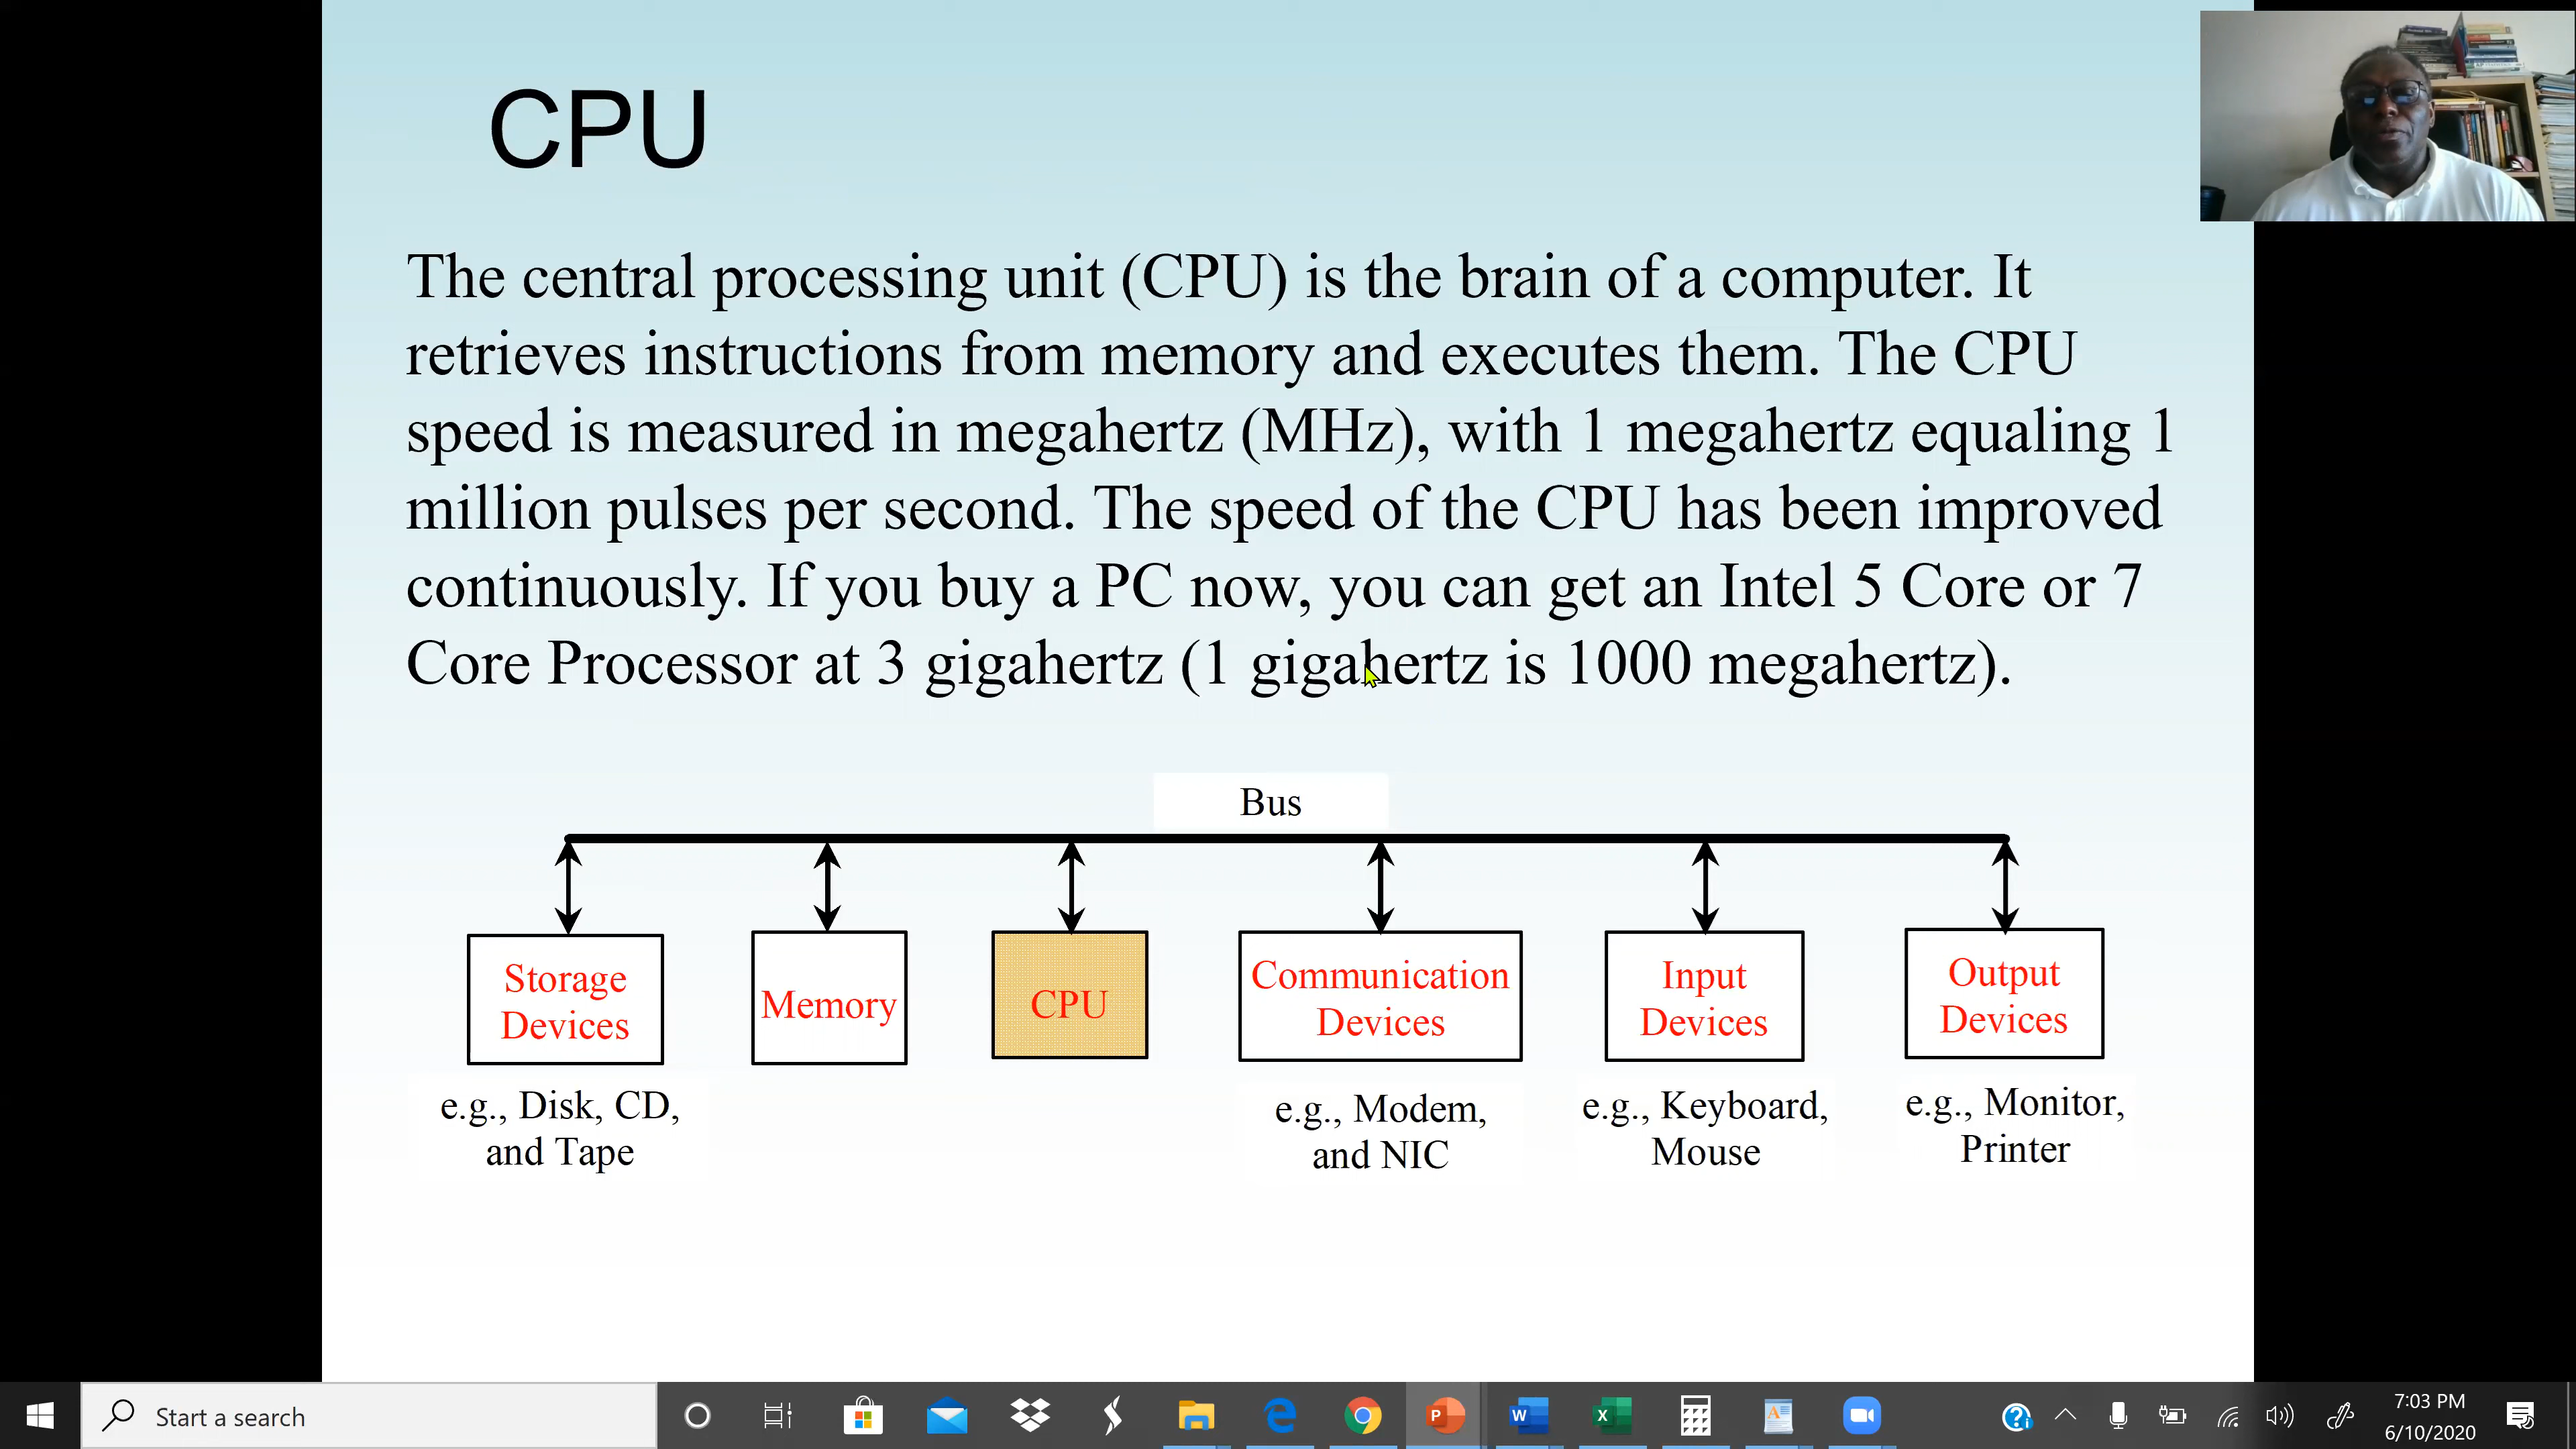 CPU
The central processing unit (CPU) is the brain of a computer. It
retrieves instructions from memory and executes them. The CPU
speed is measured in megahertz (MHz), with 1 megahertz equaling 1
million pulses per second. The speed of the CPU has been improved
continuously. If you buy a PC now, you can get an Intel 5 Core or 7
Core Processor at 3 gigahertz (1 gigahertz is 1000 megahertz).
Bus
Storage
Devices
Memory
CPU
Communication
Devices
Input
Devices
Output
Devices
e.g., Disk, CD,
and Tape
e.g., Modem,
and NIC
e.g., Keyboard,
Mouse
e.g., Monitor,
Printer
Start a search
7:03 PM
6/10/2020